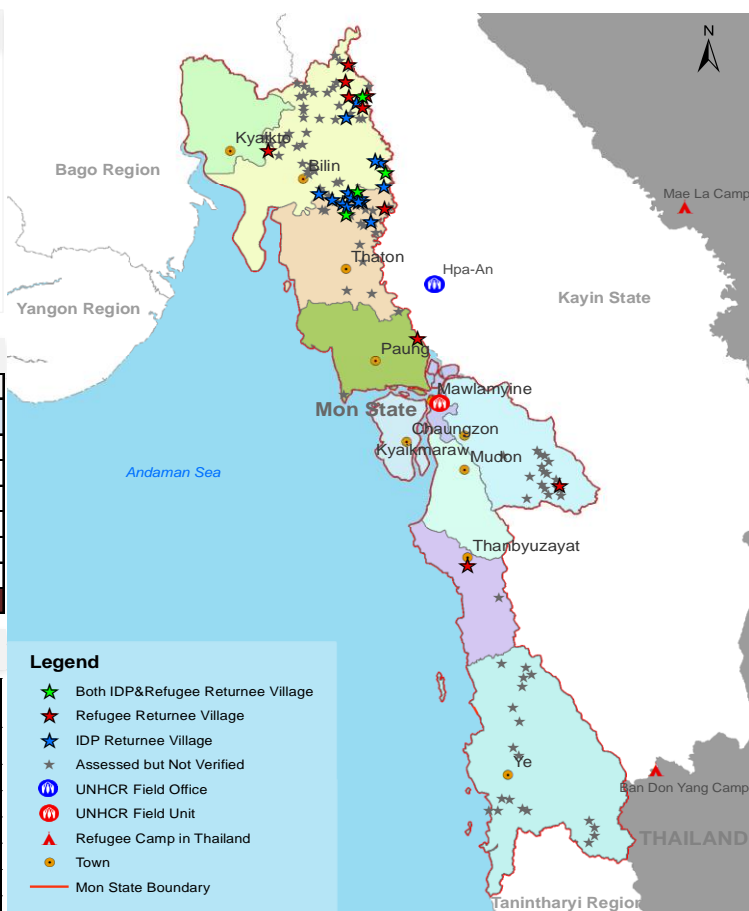 N
Kyaikto
Bago Region
Bilin
Mae La Camp
Thaton
Hpa-An
Kayin State
Yangon Region
Paung
Mawlamyine
Mon State
Chaungzon
Kyaikmaraw
Mudon
Andaman Sea
Thanbyuzayat
Ye
Ban Don Yang Camp
THAILAND
Tanintharyi Region
Legend
Both IDP&Refugee Returnee Village
Refugee Returnee Village
IDP Returnee Village
Assessed but Not Verified
UNHCR Field Office
UNHCR Field Unit
Refugee Camp in Thailand
Town
Mon State Boundary